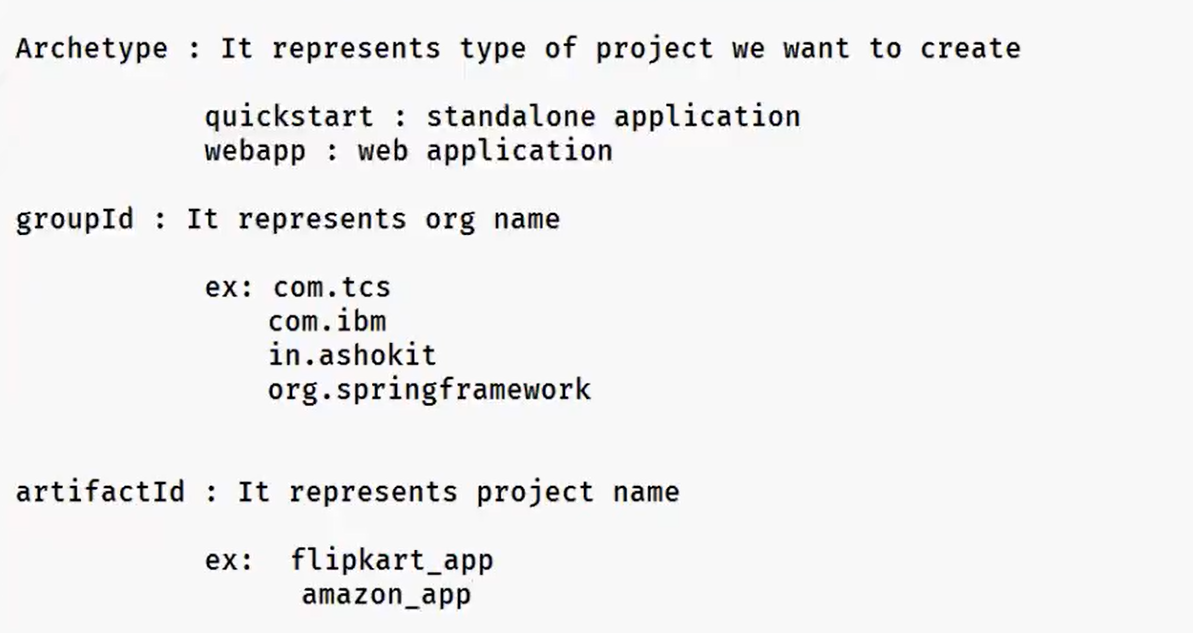 Archetype : It represents type of project we want to create
quickstart : standalone application
webapp : web application
groupId : It represents org name
ex: com.tcs
com.ibm
in.ashokit
org.springframework
artifactId : It represents project name
ex: flipkart_app
amazon_app